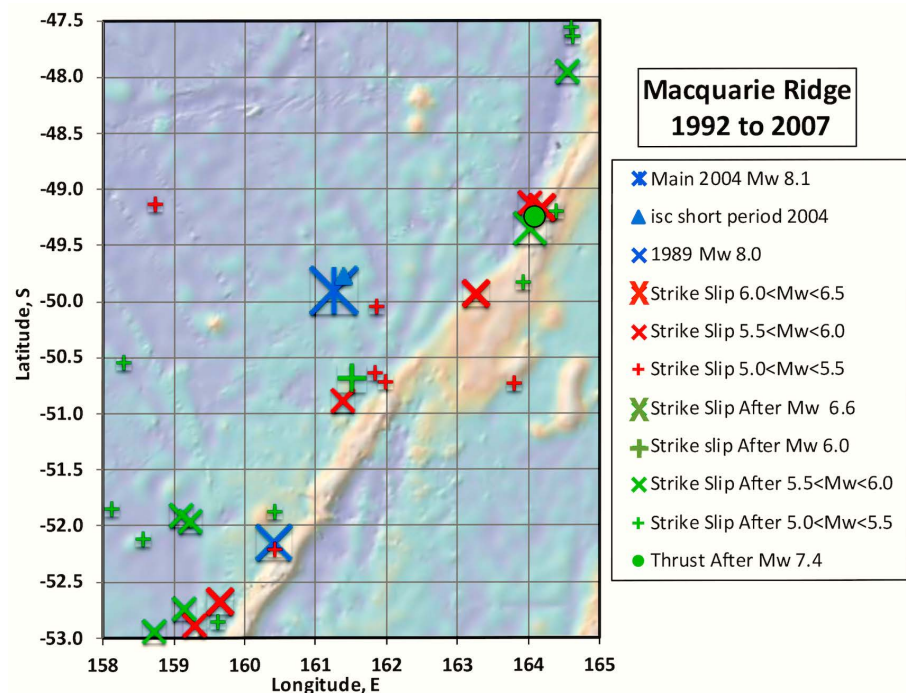 Macquarie Ridge
1992 to 2007
Main 2004 Mw 8.1
isc short period 2004
1989 Mw 8.0
Strike Slip 6.0<Mw<6.5
Strike Slip 5.5<Mw<6.0
Strike Slip 5.0<Mw<5.5
Strike Slip After Mw 6.6
Strike slip After Mw 6.0
Strike Slip After 5.5<Mw<6.0
Strike Slip After 5.0<Mw<5.5
Thrust After Mw 7.4
Latitude, S
-47.5
-48.0
-48.5
-49.0
-49.5
-50.0
-50.5
-51.0
-51.5
-52.0
-52.5
-53.0
158 159 160 161 162 163 164 165
Longitude, E